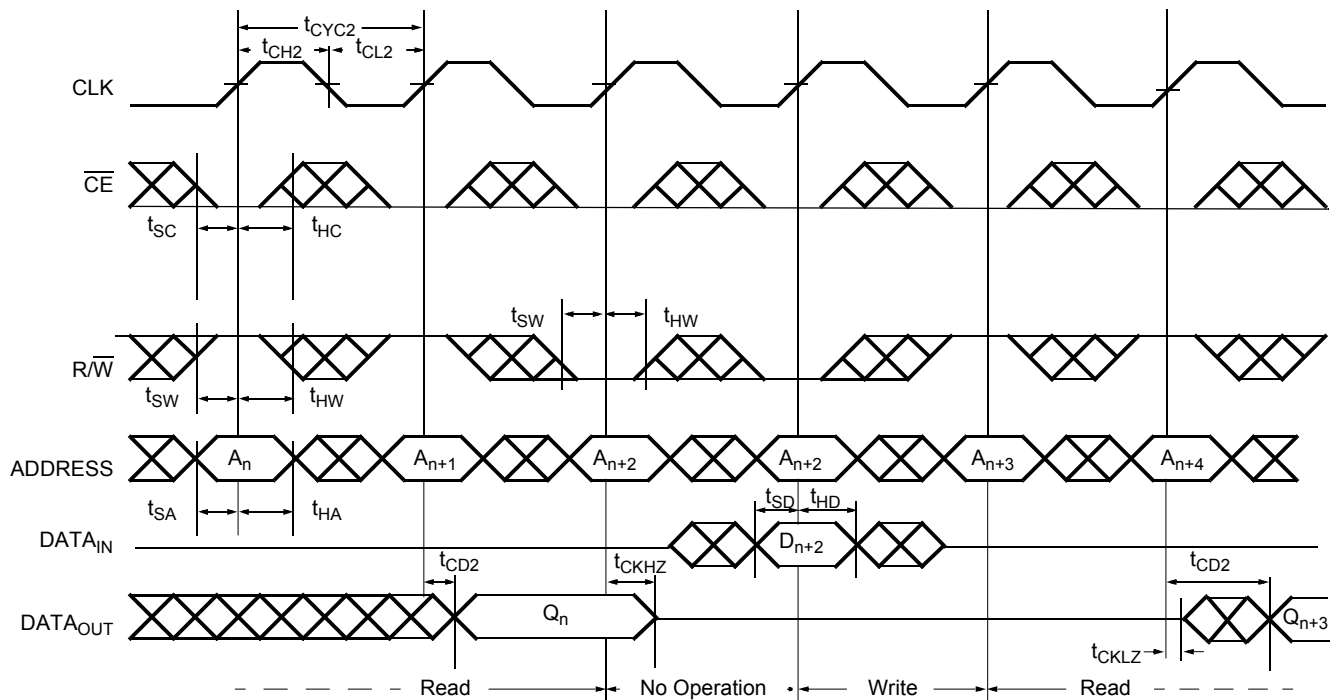 tCYC2
tCH2 tCL2
CLK
CE
tSC tHC
tSW tHW
R/W
tSW tHW
ADDRESS An An+1 An+2 An+2 An+3 An+4
tSA tHA tSD tHD
DATAIN Dn+2
tCD2 tCKHZ tCD2
DATAOUT Qn Qn+3
tCKLZ
Read No Operation Write Read